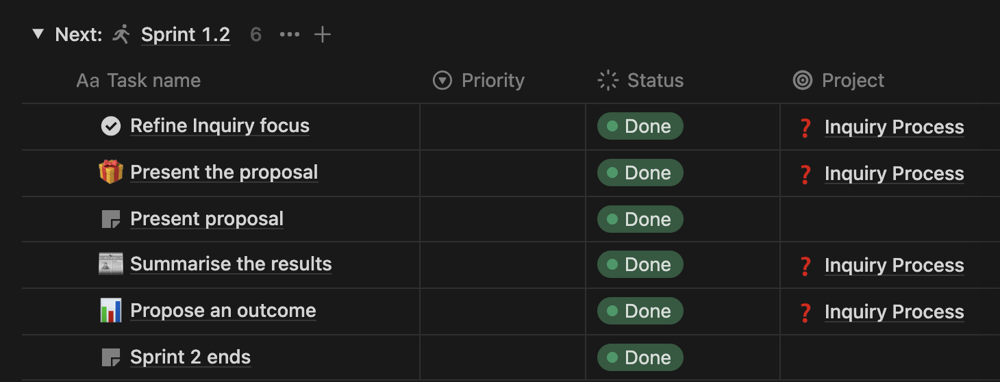 Next: Sprint 1.2 6
Aa Task name Priority Status Project
Refine Inquiry focus Done Inquiry Process
Present the proposal Done Inquiry Process
Present proposal Done
Summarise the results Done Inquiry Process
Propose an outcome Done Inquiry Process
Sprint 2 ends Done